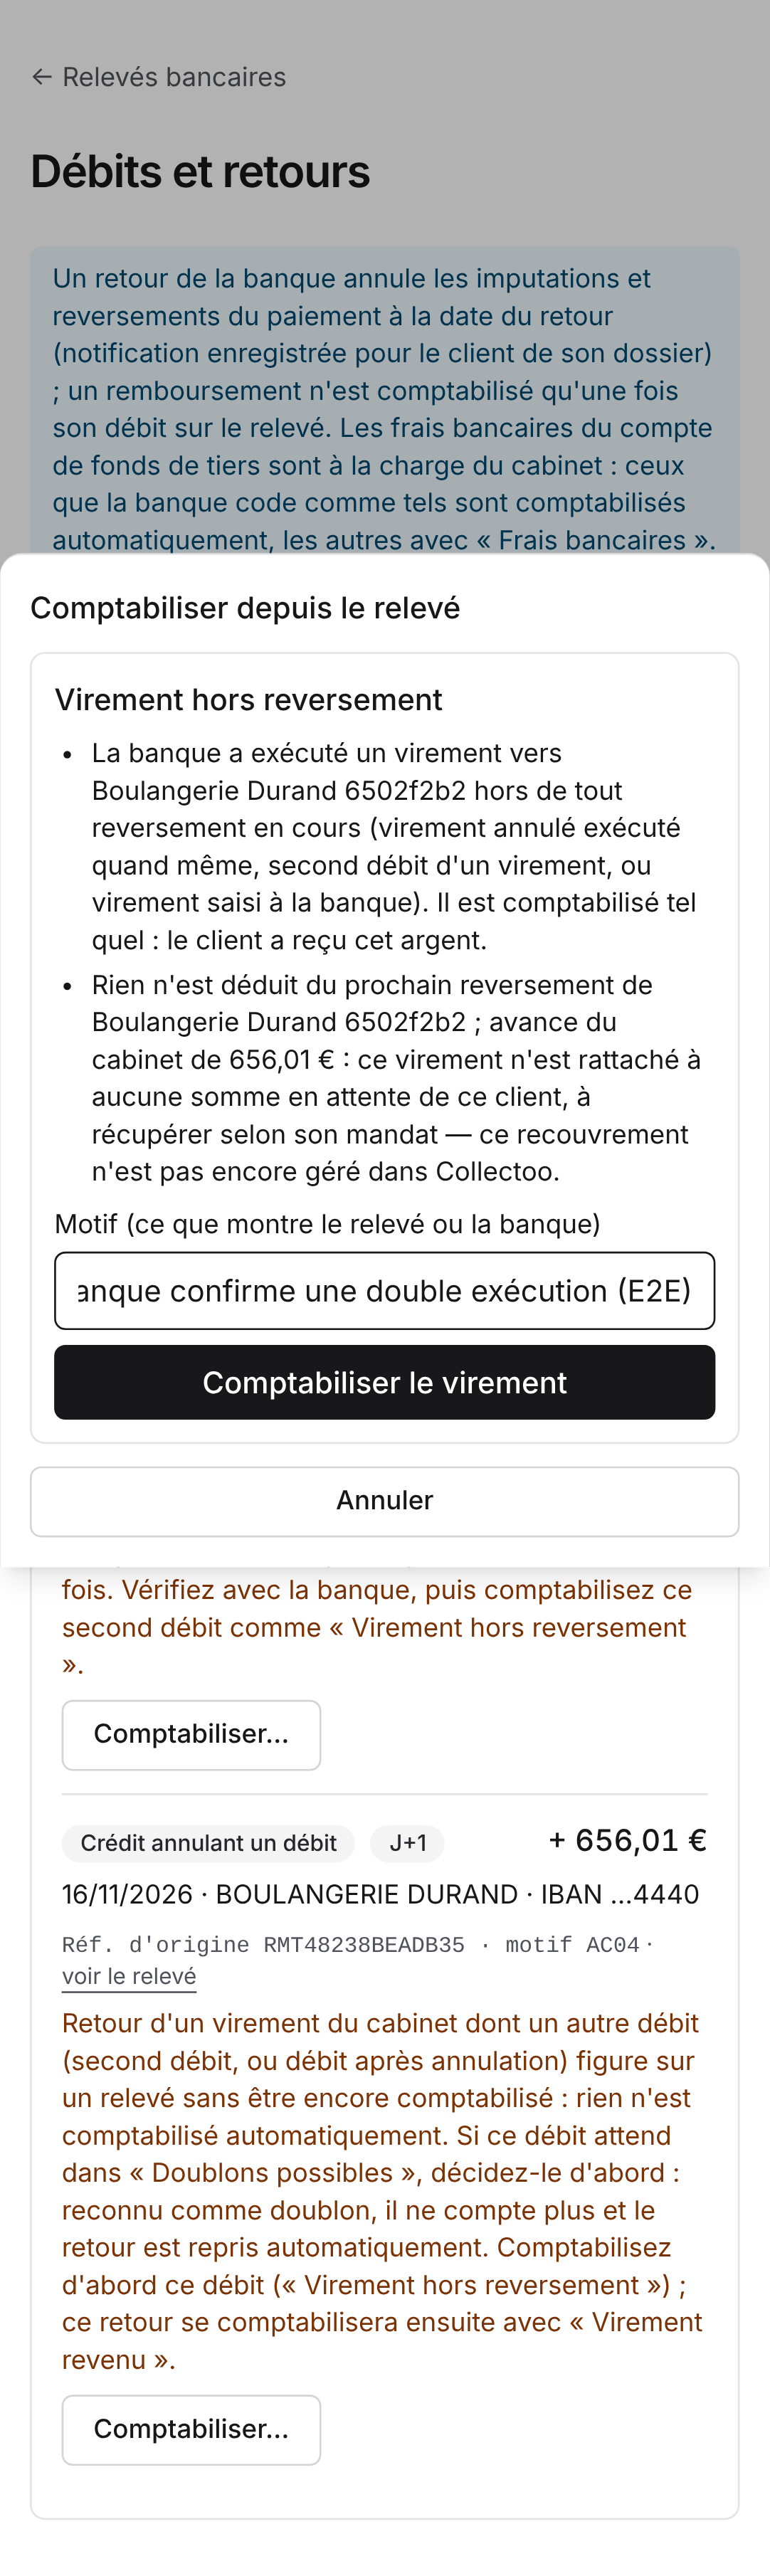 ← Relevés bancaires
Débits et retours
Un retour de la banque annule les imputations et
reversements du paiement à la date du retour
(notification enregistrée pour le client de son dossier)
; un remboursement n'est comptabilisé qu'une fois
son débit sur le relevé. Les frais bancaires du compte
de fonds de tiers sont à la charge du cabinet : ceux
que la banque code comme tels sont comptabilisés
automatiquement, les autres avec « Frais bancaires ».
Comptabiliser depuis le relevé
Virement hors reversement
• La banque a exécuté un virement vers
Boulangerie Durand 6502f2b2 hors de tout
reversement en cours (virement annulé exécuté
quand même, second débit d'un virement, ou
virement saisi à la banque). Il est comptabilisé tel
quel : le client a reçu cet argent.
• Rien n'est déduit du prochain reversement de
Boulangerie Durand 6502f2b2 ; avance du
cabinet de 656,01 € : ce virement n'est rattaché à
aucune somme en attente de ce client, à
récupérer selon son mandat — ce recouvrement
n'est pas encore géré dans Collectoo.
Motif (ce que montre le relevé ou la banque)
anque confirme une double exécution (E2E)
Comptabiliser le virement
Annuler
fois. Vérifiez avec la banque, puis comptabilisez ce
second débit comme « Virement hors reversement
».
Comptabiliser...
Crédit annulant un débit J+1 + 656,01 €
16/11/2026 · BOULANGERIE DURAND · IBAN ...4440
Réf. d'origine RMT48238BEADB35 · motif AC04 ·
voir le relevé
Retour d'un virement du cabinet dont un autre débit
(second débit, ou débit après annulation) figure sur
un relevé sans être encore comptabilisé : rien n'est
comptabilisé automatiquement. Si ce débit attend
dans « Doublons possibles », décidez-le d'abord :
reconnu comme doublon, il ne compte plus et le
retour est repris automatiquement. Comptabilisez
d'abord ce débit (« Virement hors reversement ») ;
ce retour se comptabilisera ensuite avec « Virement
revenu ».
Comptabiliser...